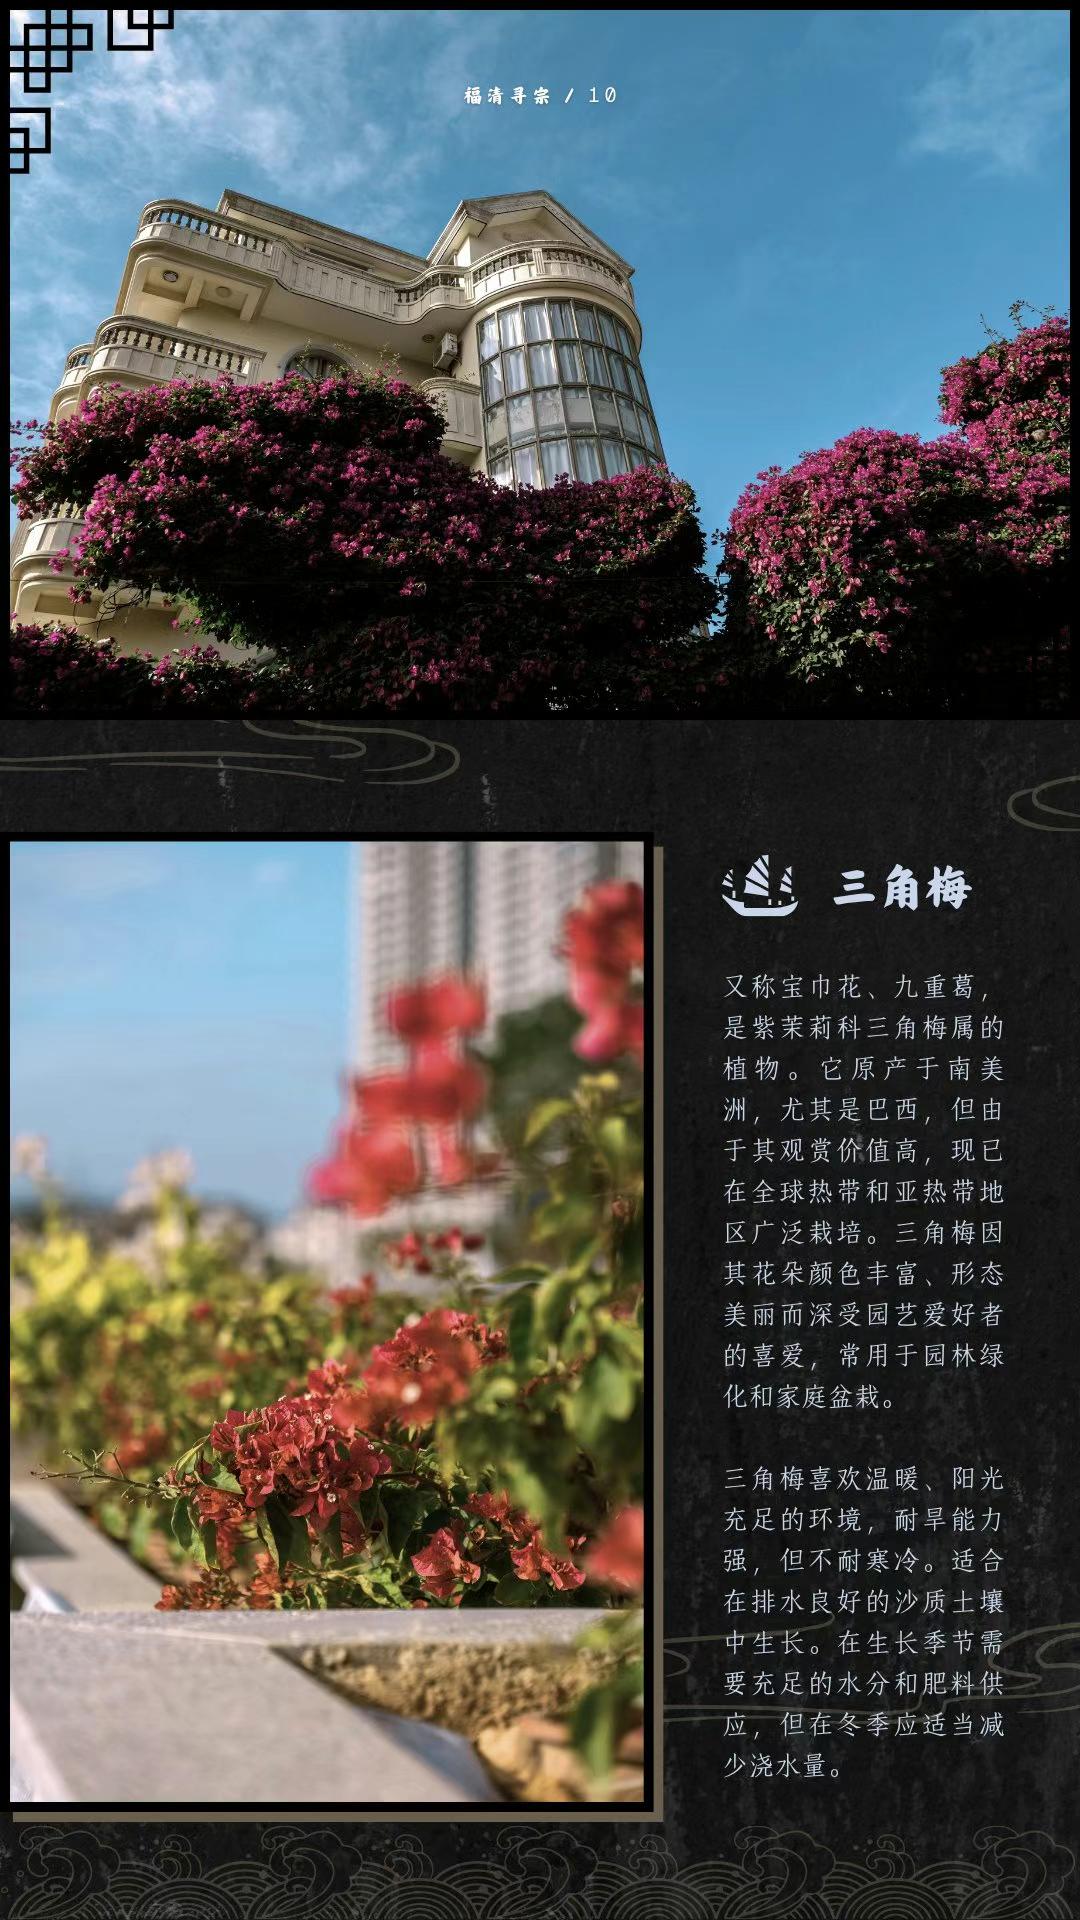 福清寻宗 / 10
三角梅
又称宝巾花、九重葛，
是紫茉莉科三角梅属的
植物。它原产于南美
洲，尤其是巴西，但由
于其观赏价值高，现已
在全球热带和亚热带地
区广泛栽培。三角梅因
其花朵颜色丰富、形态
美丽而深受园艺爱好者
的喜爱，常用于园林绿
化和家庭盆栽。
三角梅喜欢温暖、阳光
充足的环境，耐旱能力
强，但不耐寒冷。适合
在排水良好的沙质土壤
中生长。在生长季节需
要充足的水分和肥料供
应，但在冬季应适当减
少浇水量。